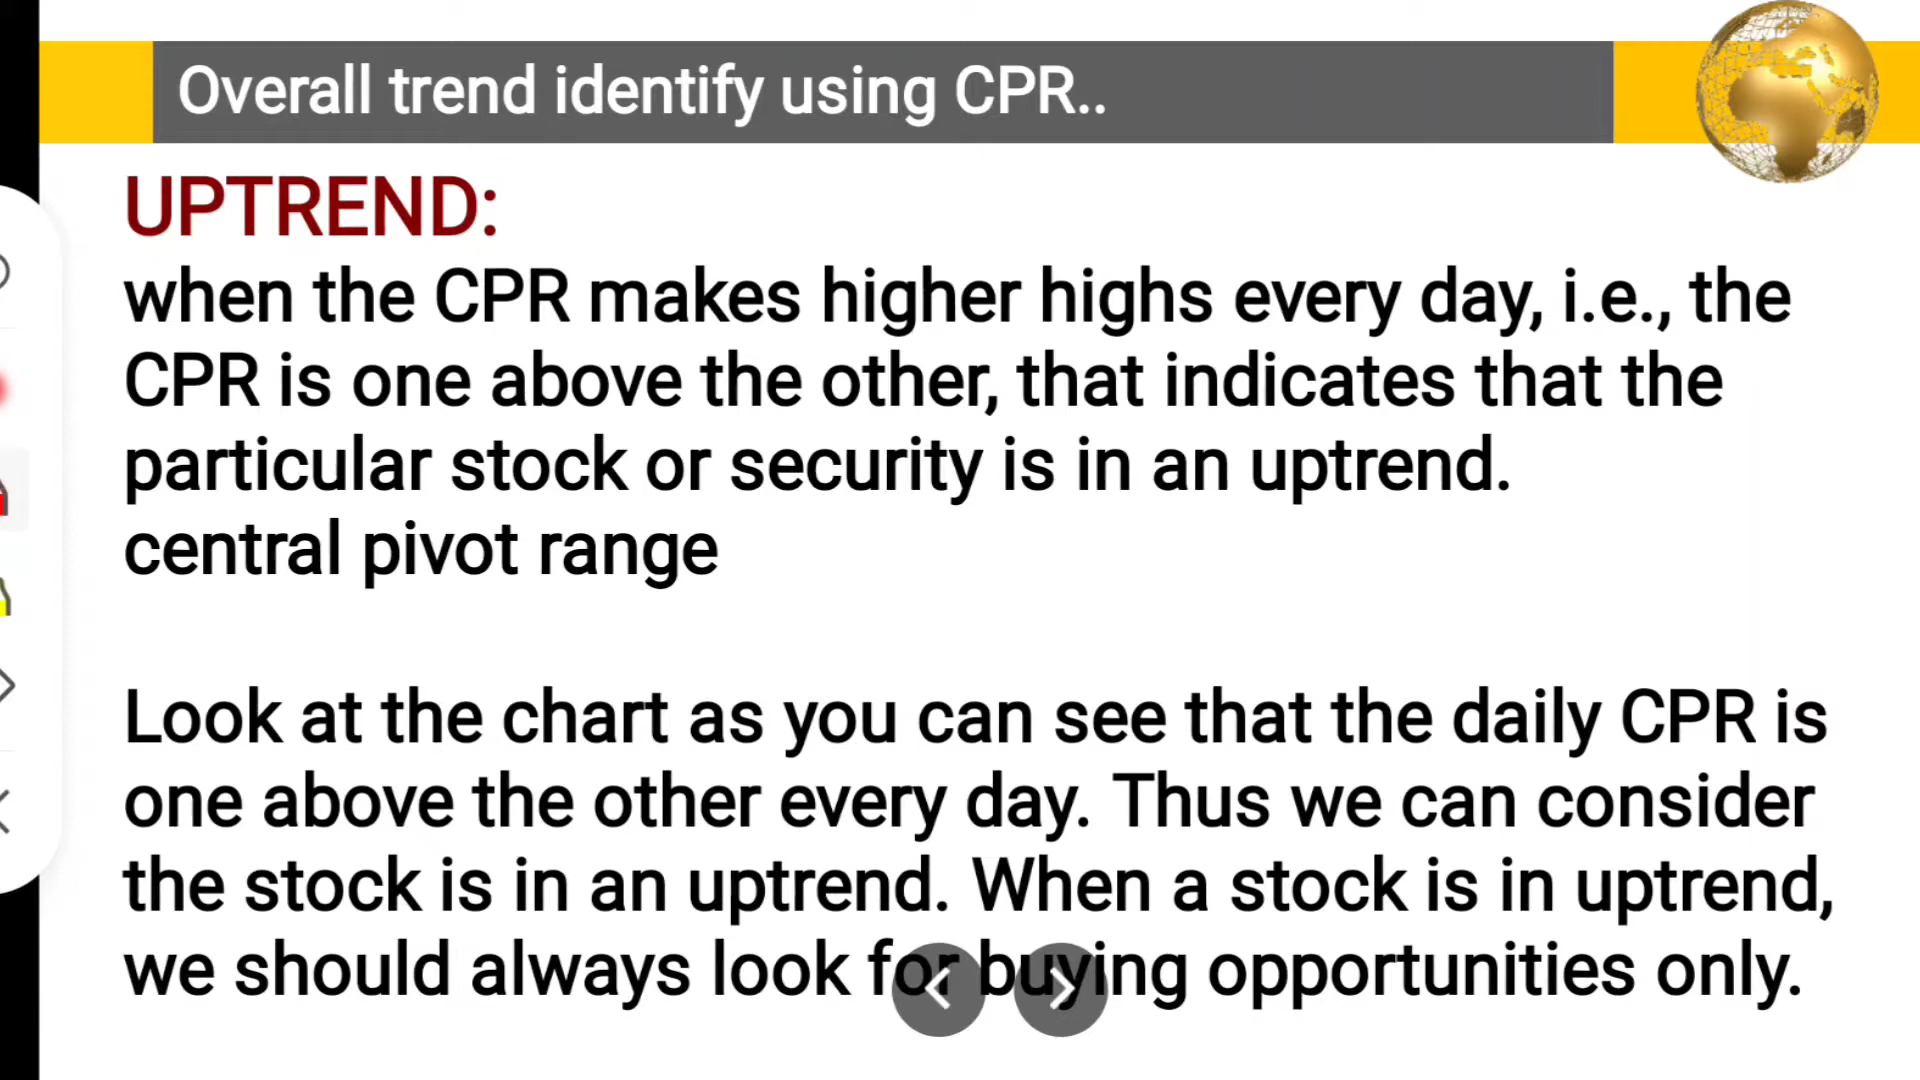 Overall trend identify using CPR..
UPTREND:
when the CPR makes higher highs every day, i.e., the
CPR is one above the other, that indicates that the
particular stock or security is in an uptrend.
central pivot range
Look at the chart as you can see that the daily CPR is
one above the other every day. Thus we can consider
the stock is in an uptrend. When a stock is in uptrend,
we should always look for buying opportunities only.